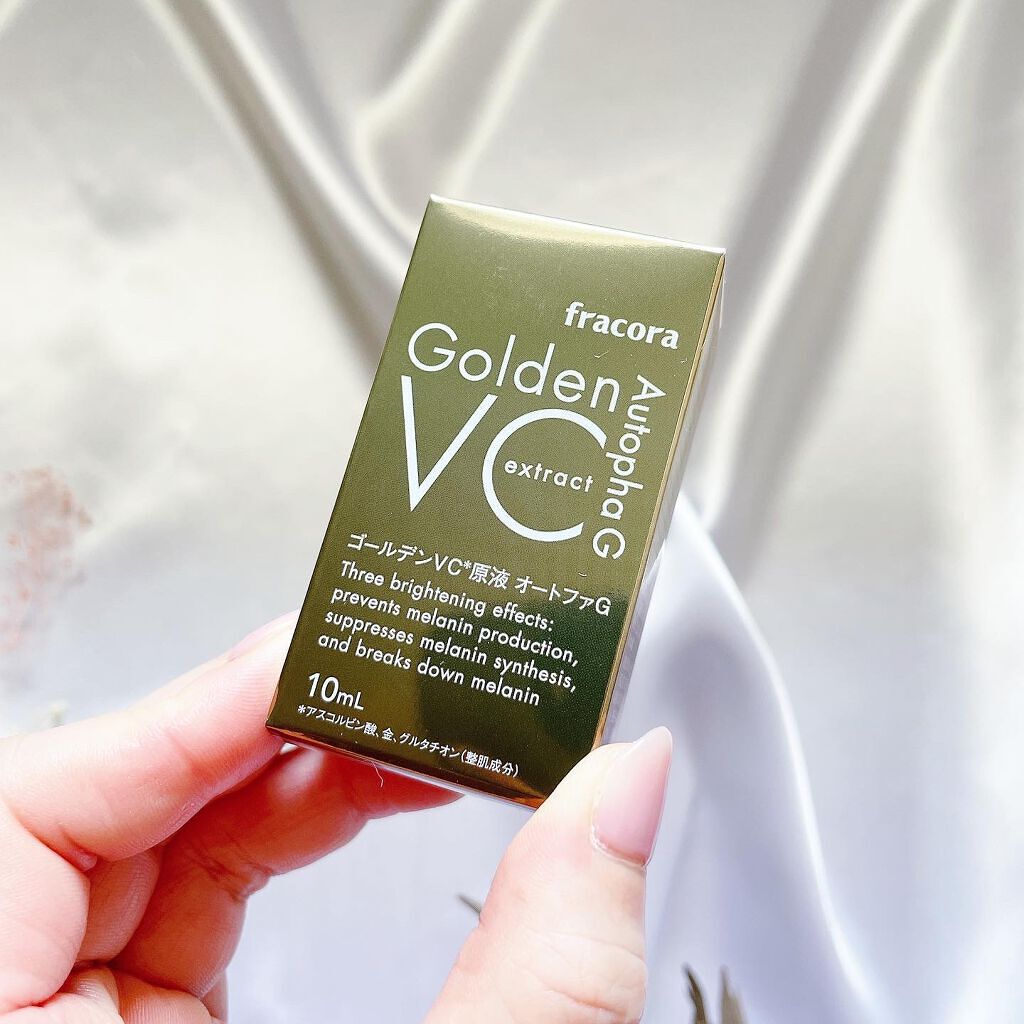 fracora
Golden
VC
extract
Autopha G
ゴールデンVC*原液 オートファG
Three brightening effects:
prevents melanin production,
suppresses melanin synthesis,
and breaks down melanin
10mL
*アスコルビン酸、金、グルタチオン(整肌成分)